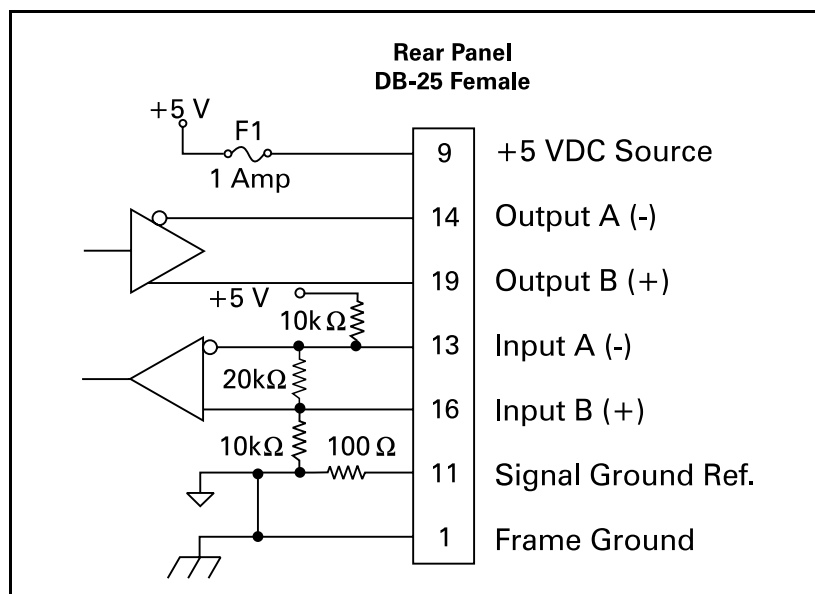 Rear Panel
DB-25 Female
+5 V
F1
1 Amp
9 +5 VDC Source
14 Output A (-)
19 Output B (+)
+5 V
10k Ω
13 Input A (-)
20kΩ
16 Input B (+)
10kΩ 100 Ω
11 Signal Ground Ref.
1 Frame Ground